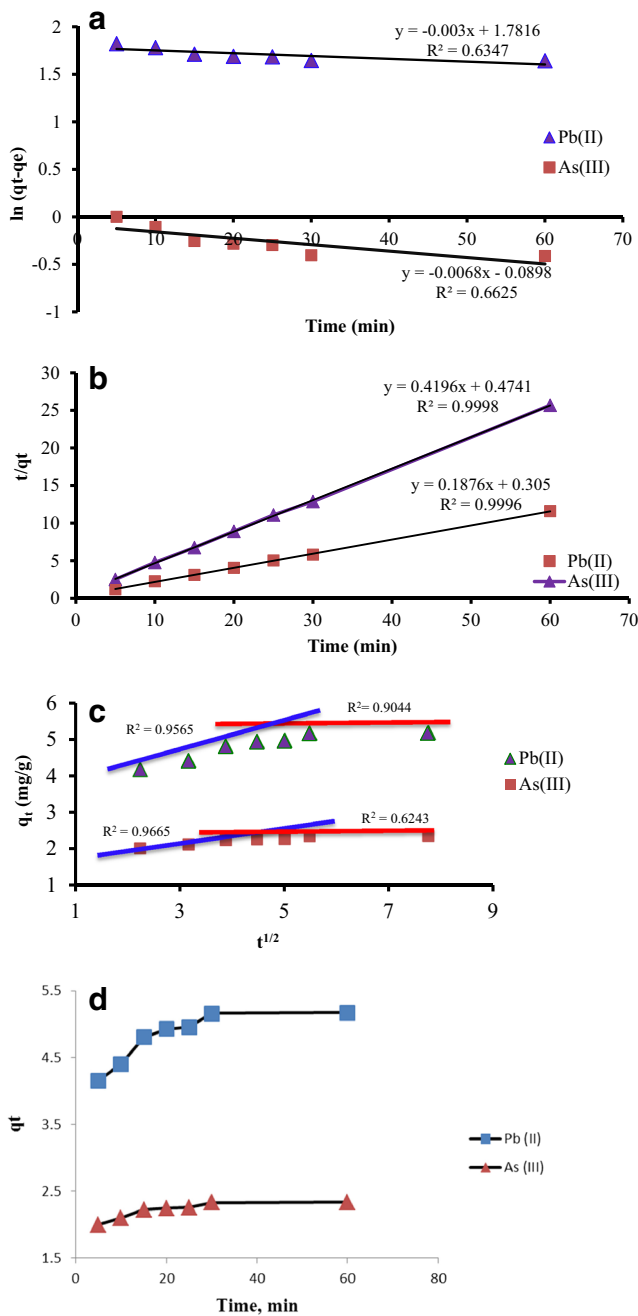 a
y = -0.003x + 1.7816
R² = 0.6347
2
1.5
1
0.5
0
-0.5
-1
ln (qt-qe)
Pb(II)
As(III)
10 20 30 40 50 60 70
y = -0.0068x - 0.0898
R² = 0.6625
Time (min)
b
30
25
20
15
10
5
0
t/qt
y = 0.4196x + 0.4741
R² = 0.9998
y = 0.1876x + 0.305
R² = 0.9996
Pb(II)
As(III)
0 10 20 30 40 50 60 70
Time (min)
c
6
5
4
3
2
1
qt (mg/g)
R² = 0.9565
R²= 0.9044
Pb(II)
As(III)
R² = 0.9665
R² = 0.6243
1 3 5 7 9
t1/2
d
5.5
4.5
3.5
2.5
1.5
qt
Pb (II)
As (III)
0 20 40 60 80
Time, min